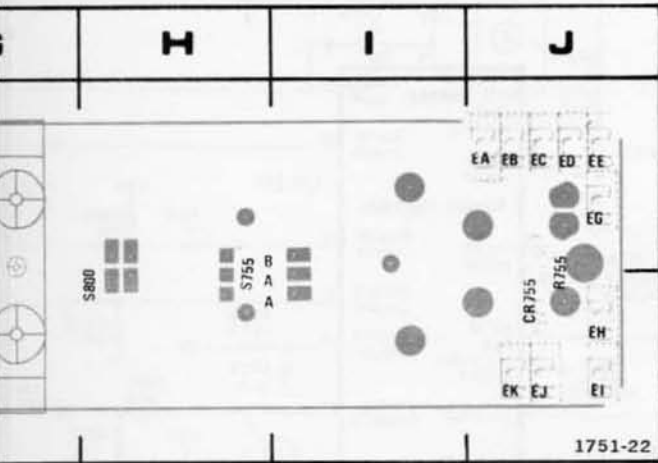 H I J
EA EB EC ED EE
EG
S800
S755
B
A
A
CR755
R755
EH
EK EJ EI
1751-22